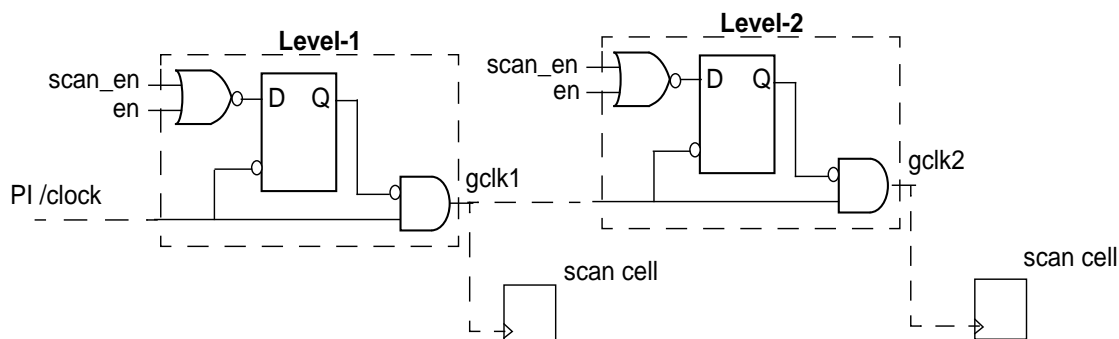 Level-1
Level-2
scan_en
en
D Q
scan_en
en
D Q
PI /clock
gclk1
gclk2
scan cell
scan cell